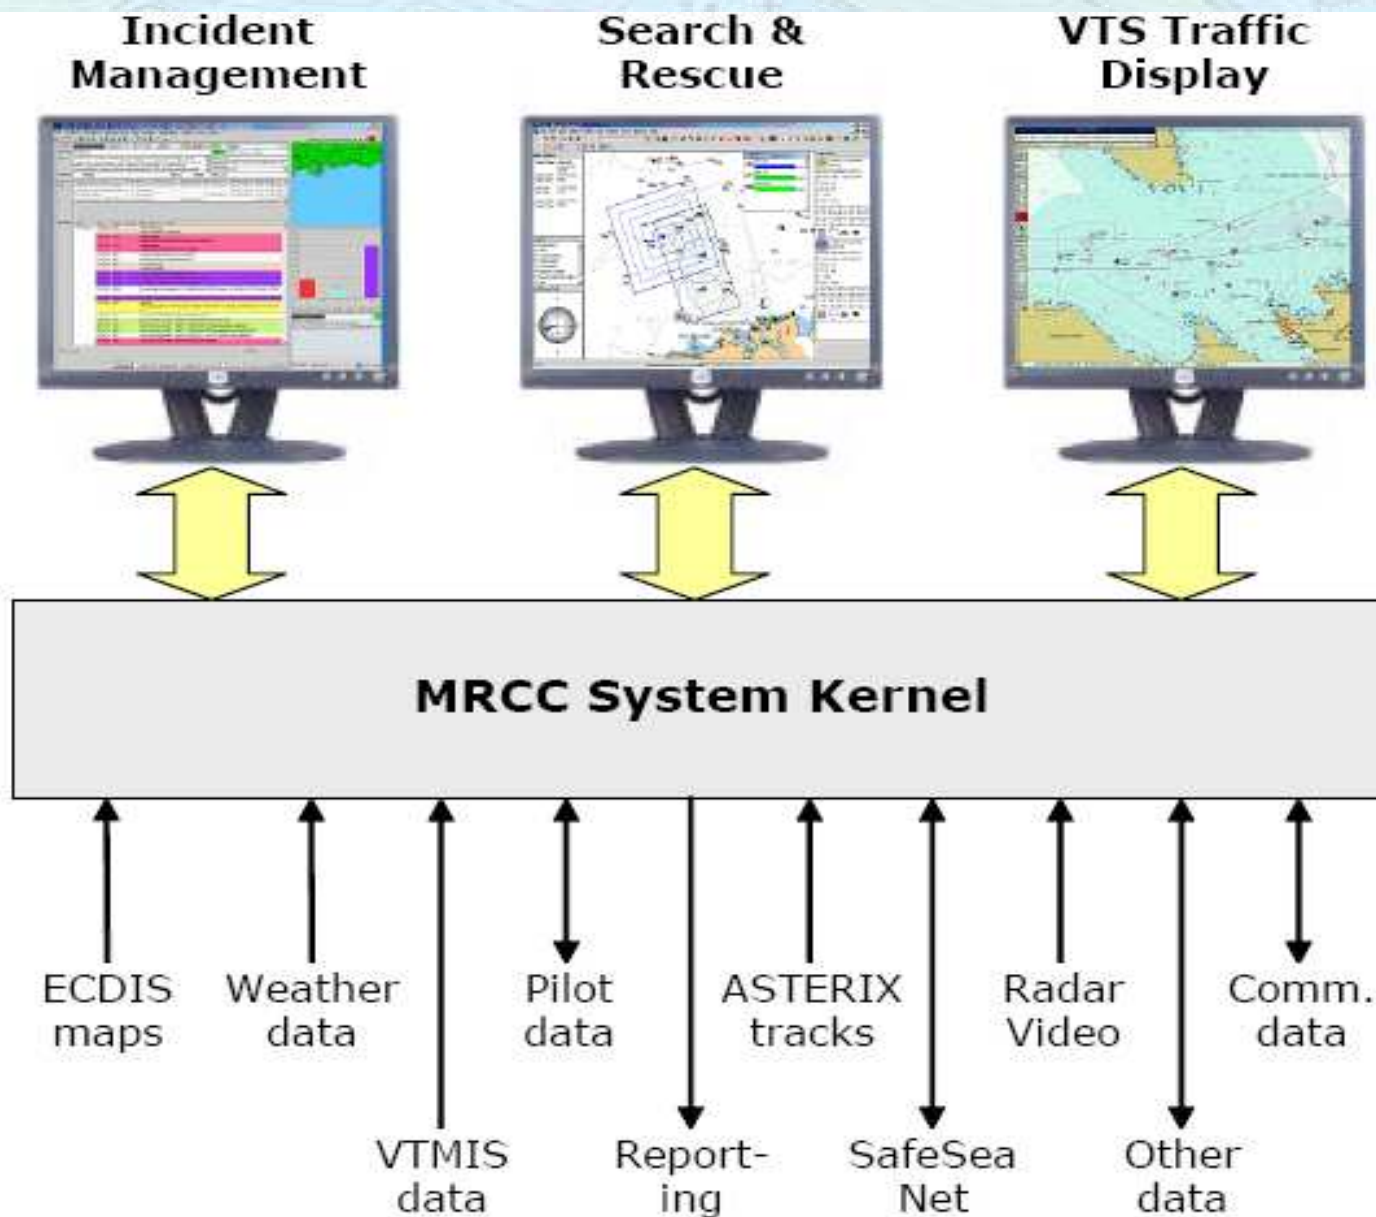 Incident
Management
Search &
Rescue
VTS Traffic
Display
MRCC System Kernel
ECDIS
maps
Weather
data
Pilot
data
ASTERIX
tracks
Radar
Video
Comm.
data
VTMIS
data
Report-
ing
SafeSea
Net
Other
data